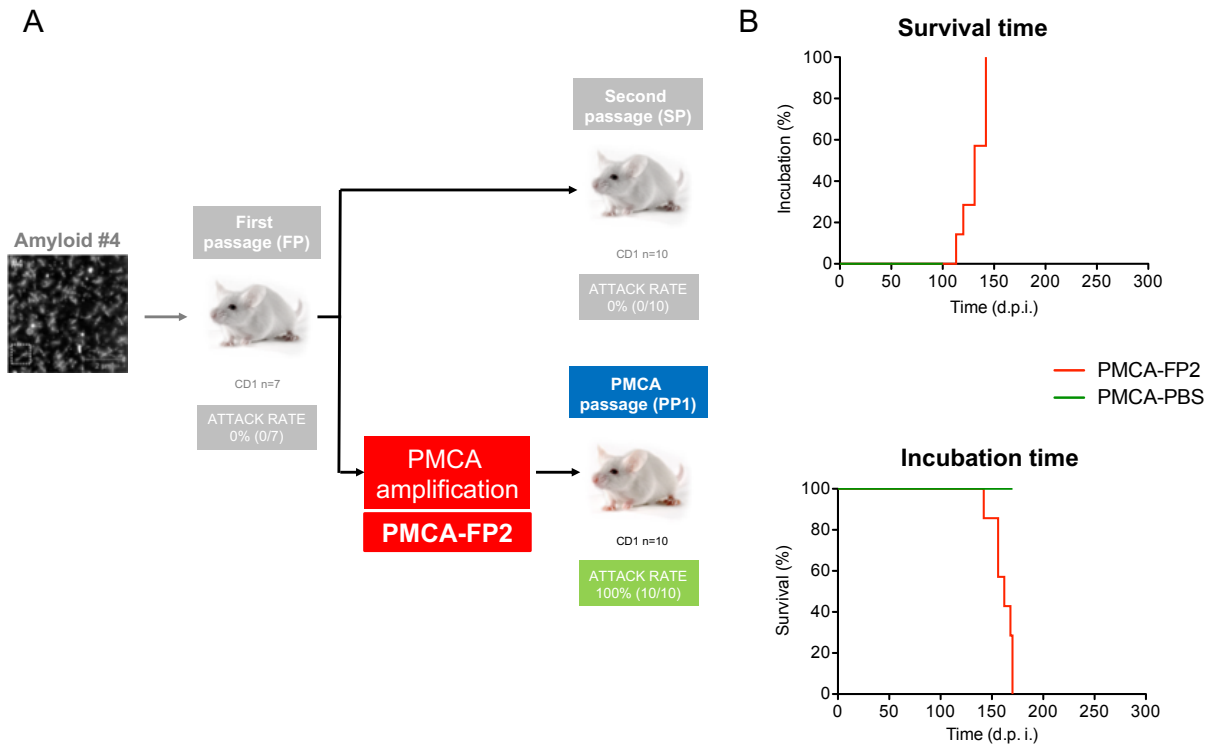 A
Amyloid #4
First
passage (FP)
CD1 n=7
ATTACK RATE
0% (0/7)
Second
passage (SP)
CD1 n=10
ATTACK RATE
0% (0/10)
PMCA
amplification
PMCA-FP2
PMCA
passage (PP1)
CD1 n=10
ATTACK RATE
100% (10/10)
B
Survival time
Incubation (%)
100
80
60
40
20
0
0 50 100 150 200 250 300
Time (d.p.i.)
PMCA-FP2
PMCA-PBS
Incubation time
Survival (%)
100
80
60
40
20
0
0 50 100 150 200 250 300
Time (d.p. i.)